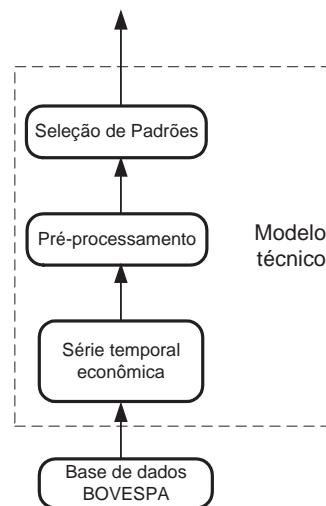 Seleção de Padrões
Pré-processamento
Modelo
técnico
Série temporal
econômica
Base de dados
BOVESPA